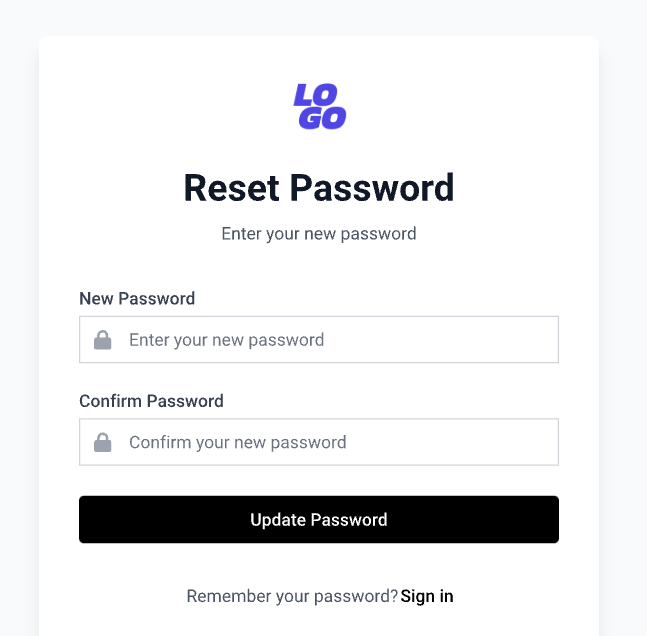 LO
GO
Reset Password
Enter your new password
New Password
Enter your new password
Confirm Password
Confirm your new password
Update Password
Remember your password? Sign in